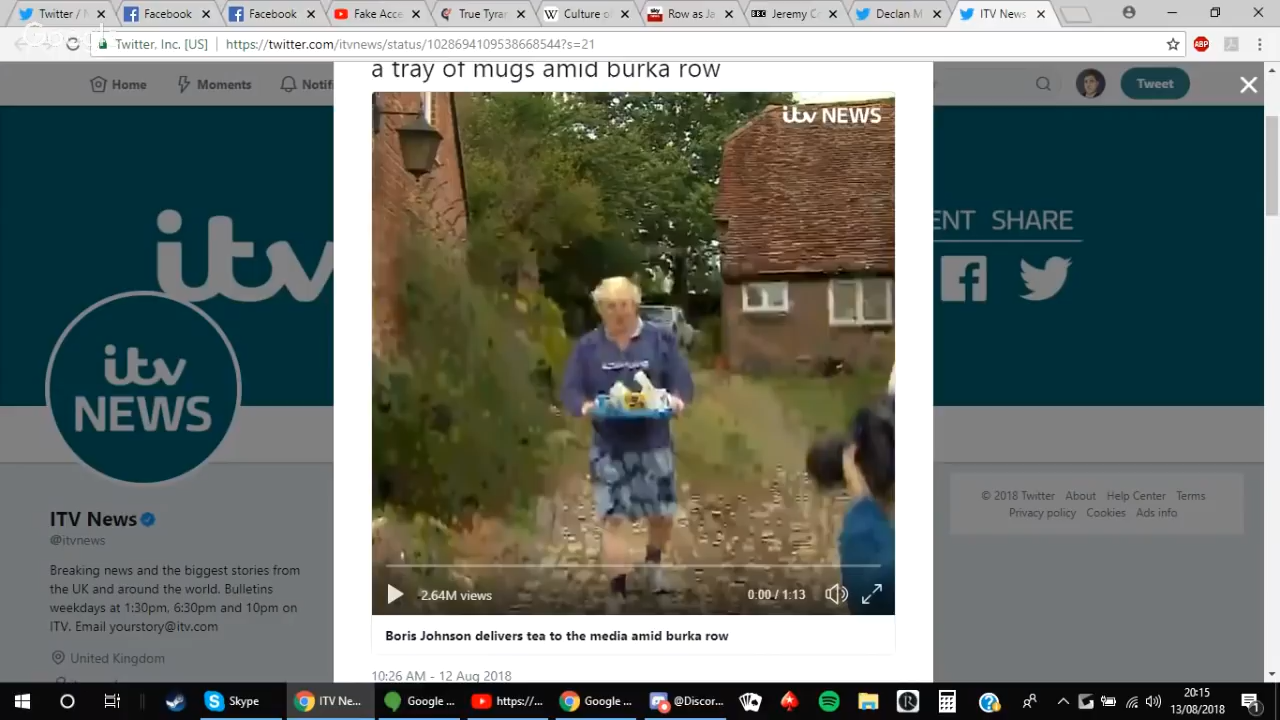 Twitter N
Facebook
Facebook
Fake Acce
True Tyra
Culture o
Row as Je
Jeremy C
Declan M
ITV News
Twitter, Inc. [US]
https://twitter.com/itvnews/status/1028694109538668544?s=21
ABP
Home
Moments
Notifi
Tweet
a tray of mugs amid burka row
itv NEWS
itv
ENT SHARE
itv
NEWS
2.64M views
0:00 / 1:13
Boris Johnson delivers tea to the media amid burka row
10:26 AM - 12 Aug 2018
ITV News
@itvnews
Breaking news and the biggest stories from
the UK and around the world. Bulletins
weekdays at 1:30pm, 6:30pm and 10pm on
ITV. Email yourstory@itv.com
United Kingdom
© 2018 Twitter About Help Center Terms
Privacy policy Cookies Ads info
Skype
ITV Ne...
Google ...
https:/...
Google ...
@Discor...
20:15
13/08/2018